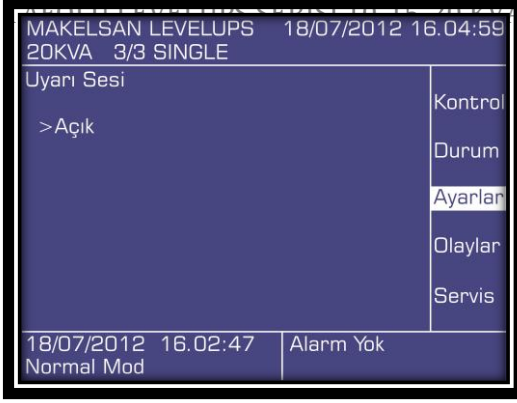 MAKELSAN LEVELUPS 18/07/2012 16.04:59
20KVA 3/3 SINGLE
Uyarı Sesi
>Açık
Kontrol
Durum
Ayarlar
Olaylar
Servis
18/07/2012 16.02:47 Alarm Yok
Normal Mod